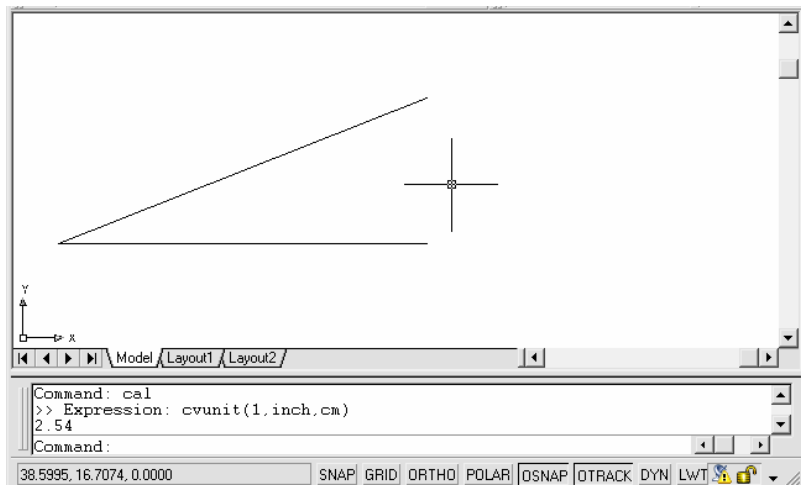 Y
X
Model Layout1 Layout2
Command: cal
>> Expression: cvunit(1,inch,cm)
2.54
Command:
38.5995, 16.7074, 0.0000 SNAP GRID ORTHO POLAR OSNAP OTRACK DYN LWT